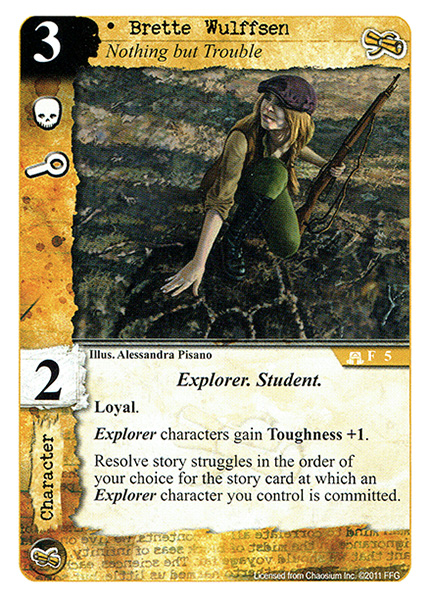 3
• Brette Wulffsen
Nothing but Trouble
Illus. Alessandra Pisano
F 5
2
Explorer. Student.
Loyal.
Explorer characters gain Toughness +1.
Resolve story struggles in the order of
your choice for the story card at which an
Explorer character you control is committed.
Character
Licensed from Chaosium Inc. ©2011 FFG